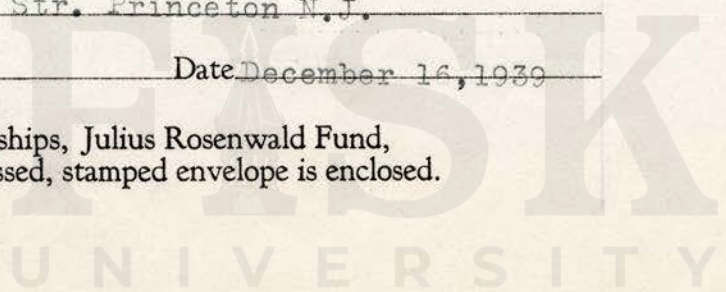 Str. Princeton N.J.
Date December 16,1939
ships, Julius Rosenwald Fund,
ssed, stamped envelope is enclosed.
FISK
UNIVERSITY